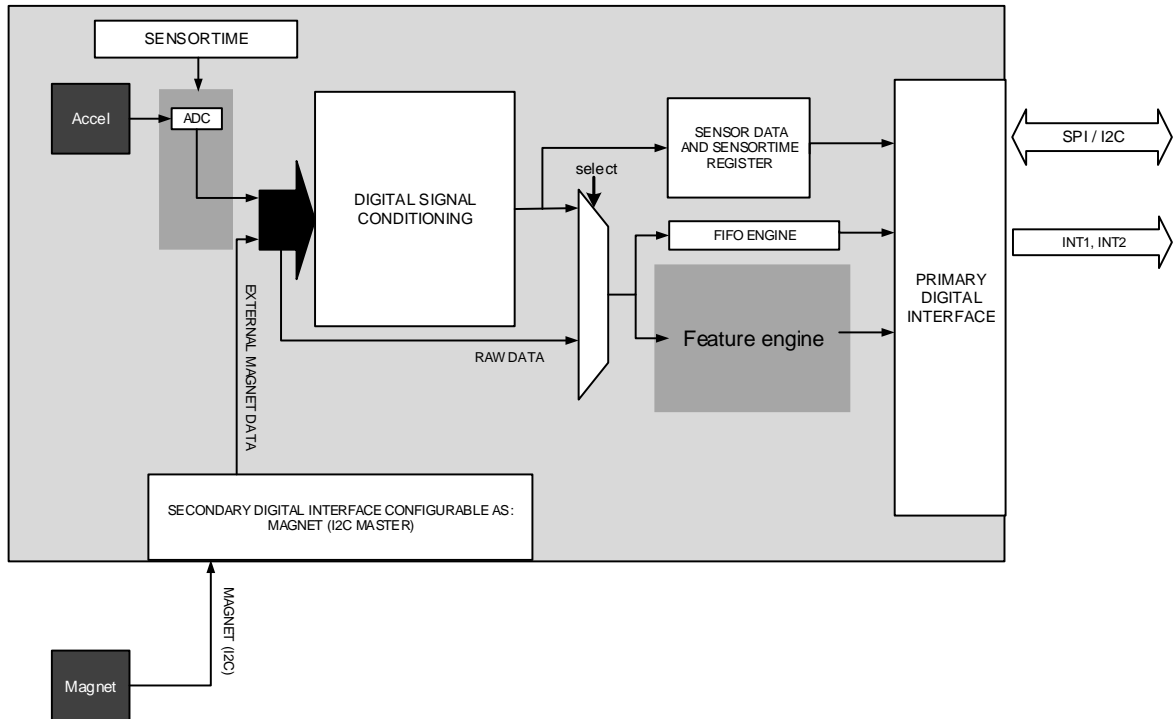 SENSORTIME
Accel
ADC
DIGITAL SIGNAL
CONDITIONING
SENSOR DATA
AND SENSORTIME
REGISTER
select
FIFO ENGINE
Feature engine
RAW DATA
EXTERNAL MAGNET DATA
PRIMARY
DIGITAL
INTERFACE
SPI / I2C
INT1, INT2
SECONDARY DIGITAL INTERFACE CONFIGURABLE AS:
MAGNET (I2C MASTER)
MAGNET (I2C)
Magnet